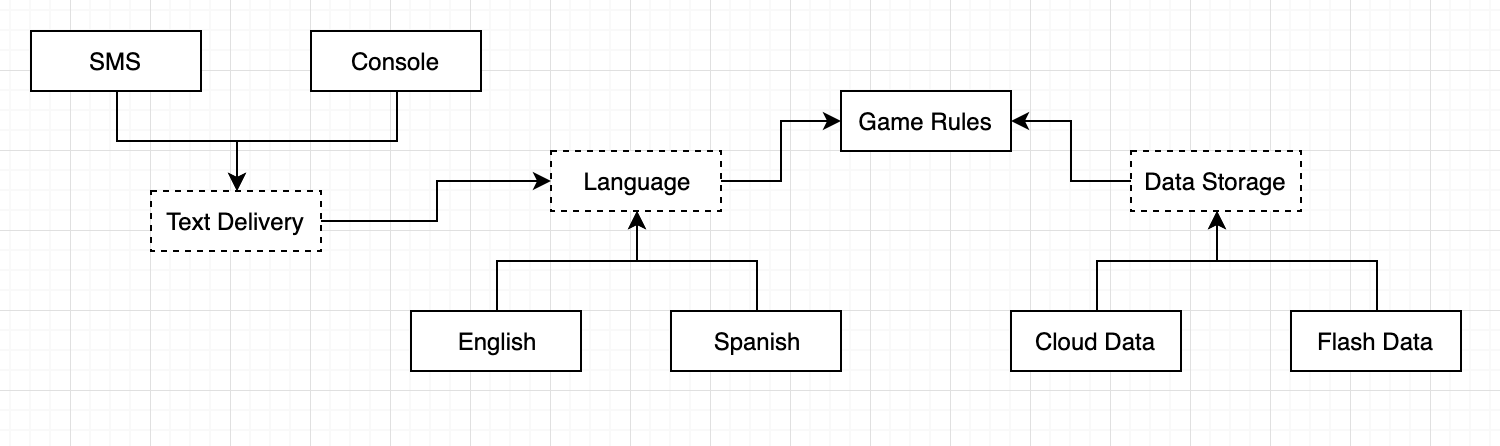 SMS
Console
Game Rules
Language
Data Storage
Text Delivery
English
Spanish
Cloud Data
Flash Data